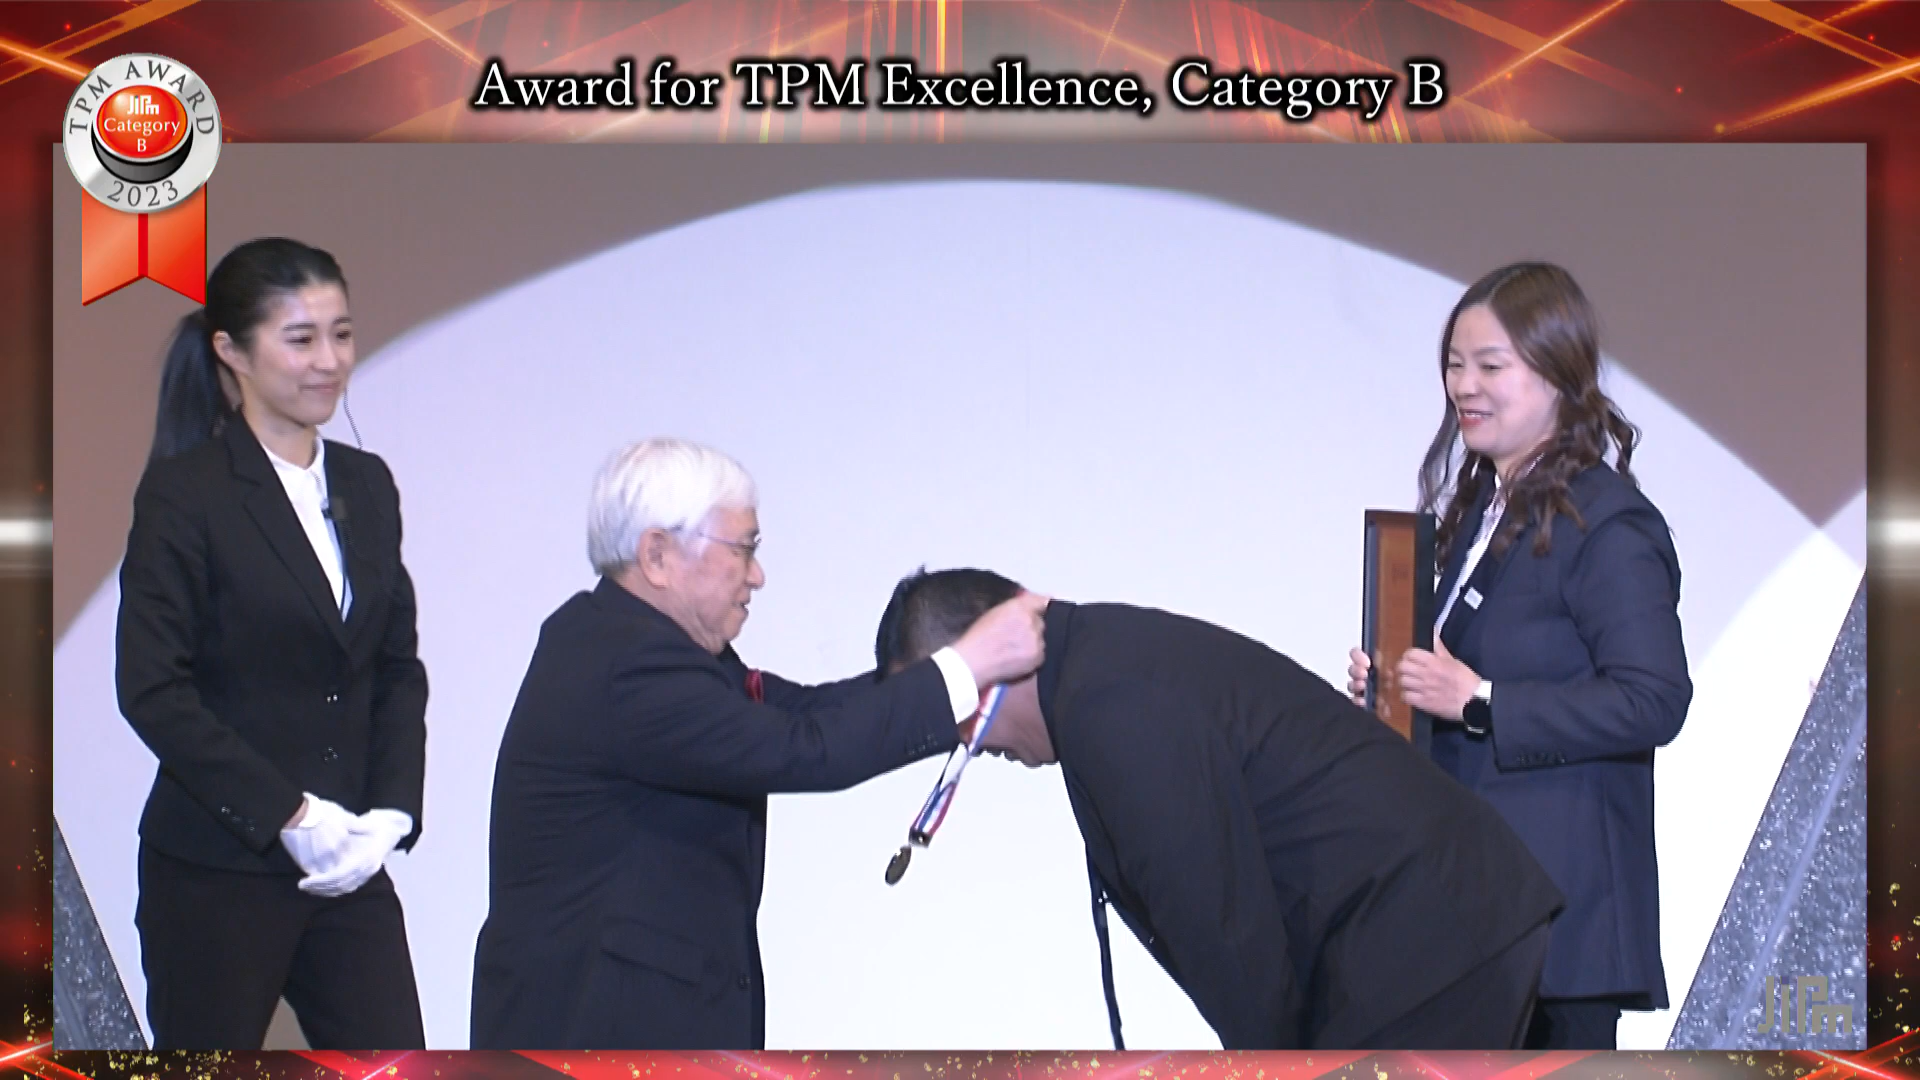 Award for TPM Excellence, Category B
TPM AWARD
JIPM
Category
B
2023
JIPM